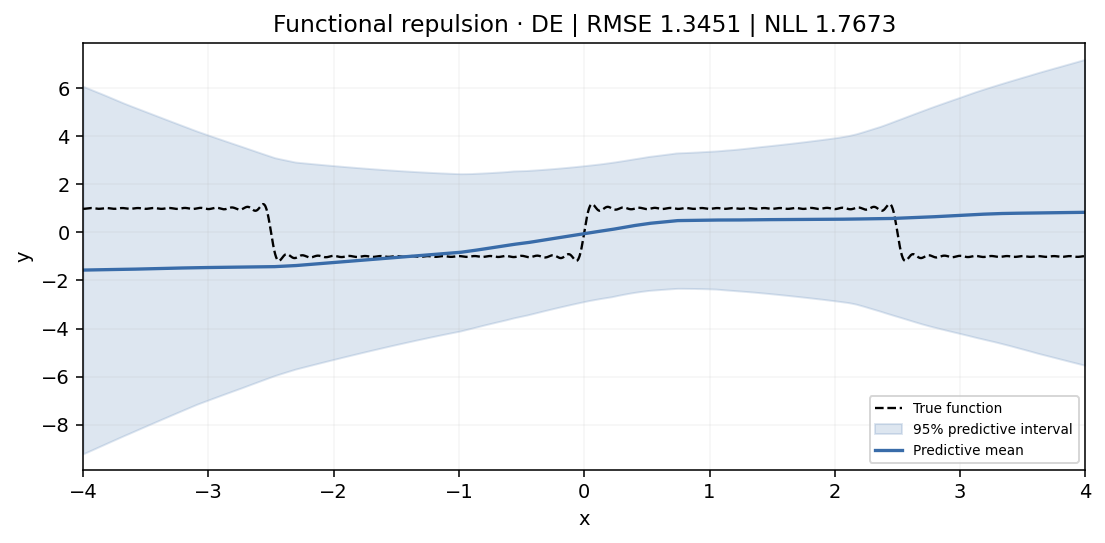 Functional repulsion · DE | RMSE 1.3451 | NLL 1.7673
y
6
4
2
0
−2
−4
−6
−8
True function
95% predictive interval
Predictive mean
−4 −3 −2 −1 0 1 2 3 4
x